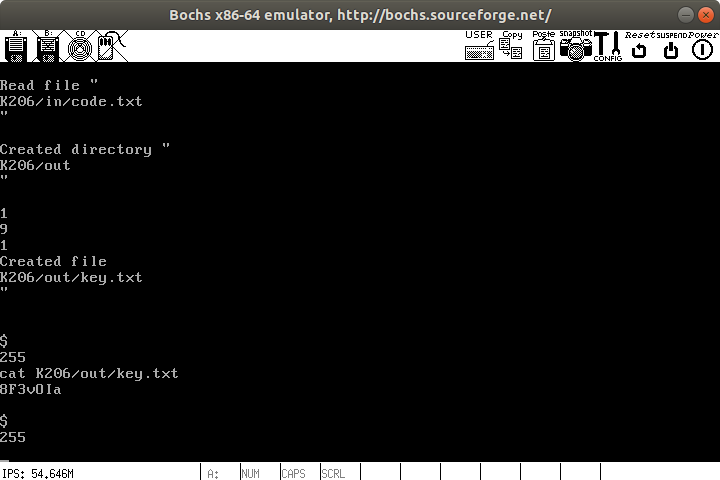 Bochs x86-64 emulator, http://bochs.sourceforge.net/
A: B: CD USER Copy Paste snapshot CONFIG Reset SUSPEND Power
Read file "
K206/in/code.txt
"
Created directory "
K206/out
"
1
9
1
Created file
K206/out/key.txt
"
$
255
cat K206/out/key.txt
8F3vOIa
$
255
IPS: 54,646M A: NUM CAPS SCRL